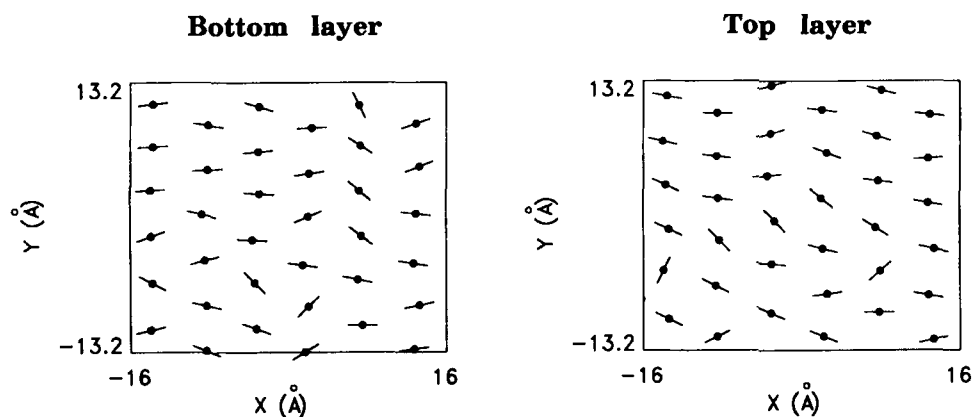 Bottom layer
Top layer
13.2
-13.2
-16
16
Y (Å)
X (Å)
13.2
-13.2
-16
16
Y (Å)
X (Å)